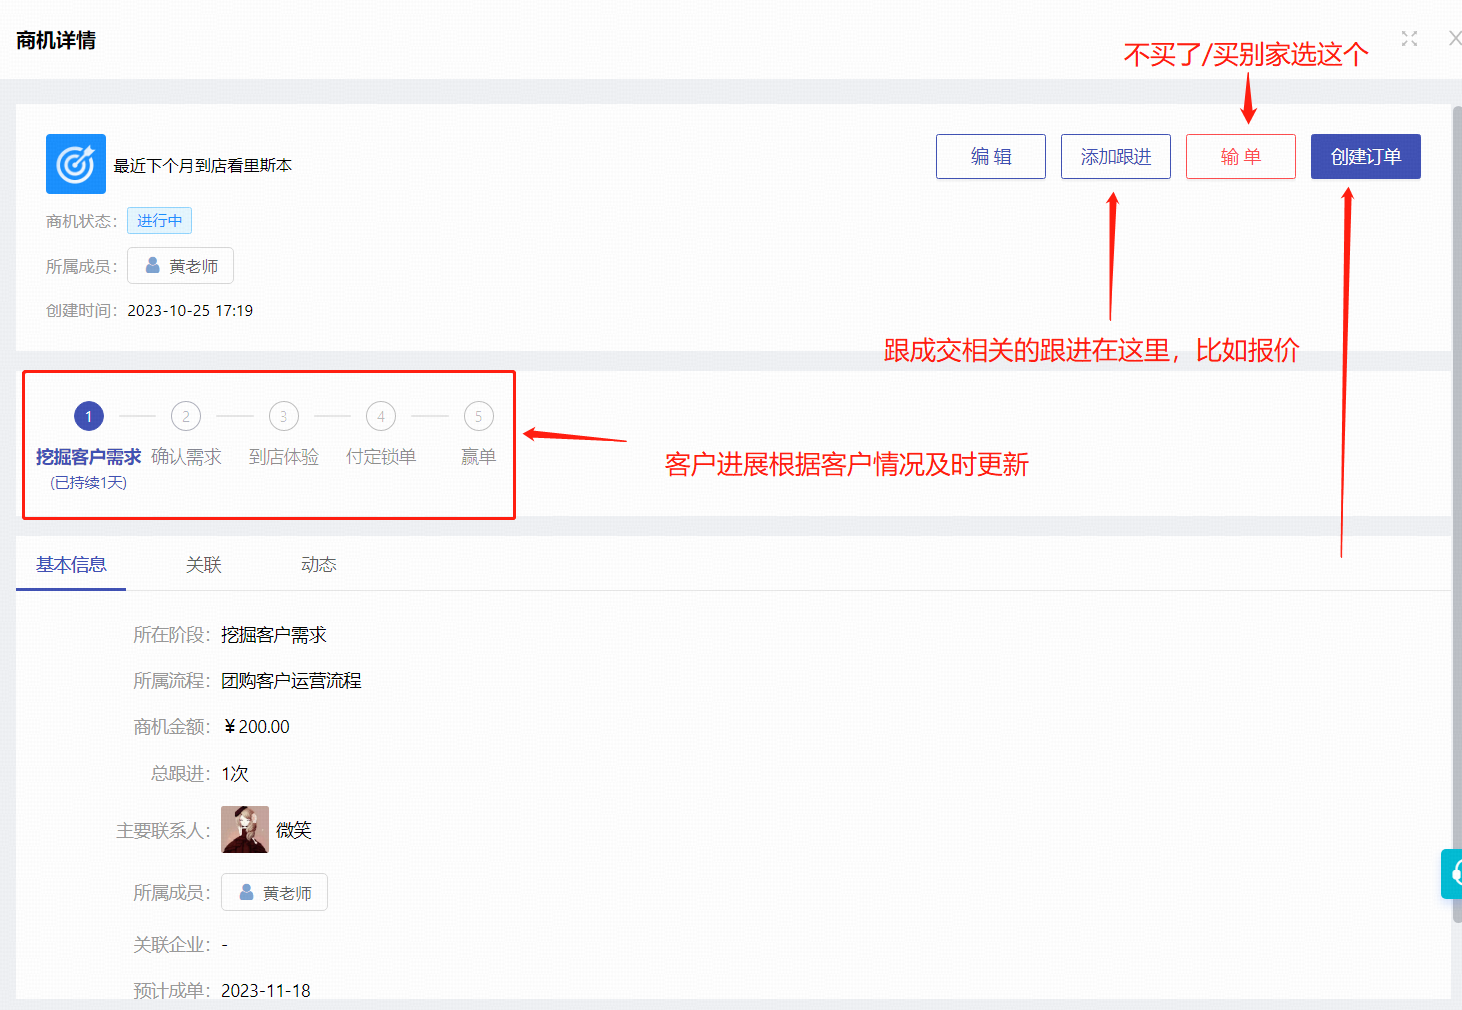 商机详情
不买了/买别家选这个
最近下个月到店看里斯本
编 辑
添加跟进
输 单
创建订单
商机状态：
进行中
所属成员：
黄老师
创建时间：
2023-10-25 17:19
跟成交相关的跟进在这里，比如报价
1
2
3
4
5
挖掘客户需求
确认需求
到店体验
付定锁单
赢单
(已持续1天)
客户进展根据客户情况及时更新
基本信息
关联
动态
所在阶段：
挖掘客户需求
所属流程：
团购客户运营流程
商机金额：
¥200.00
总跟进：
1次
主要联系人：
微笑
所属成员：
黄老师
关联企业：
-
预计成单：
2023-11-18